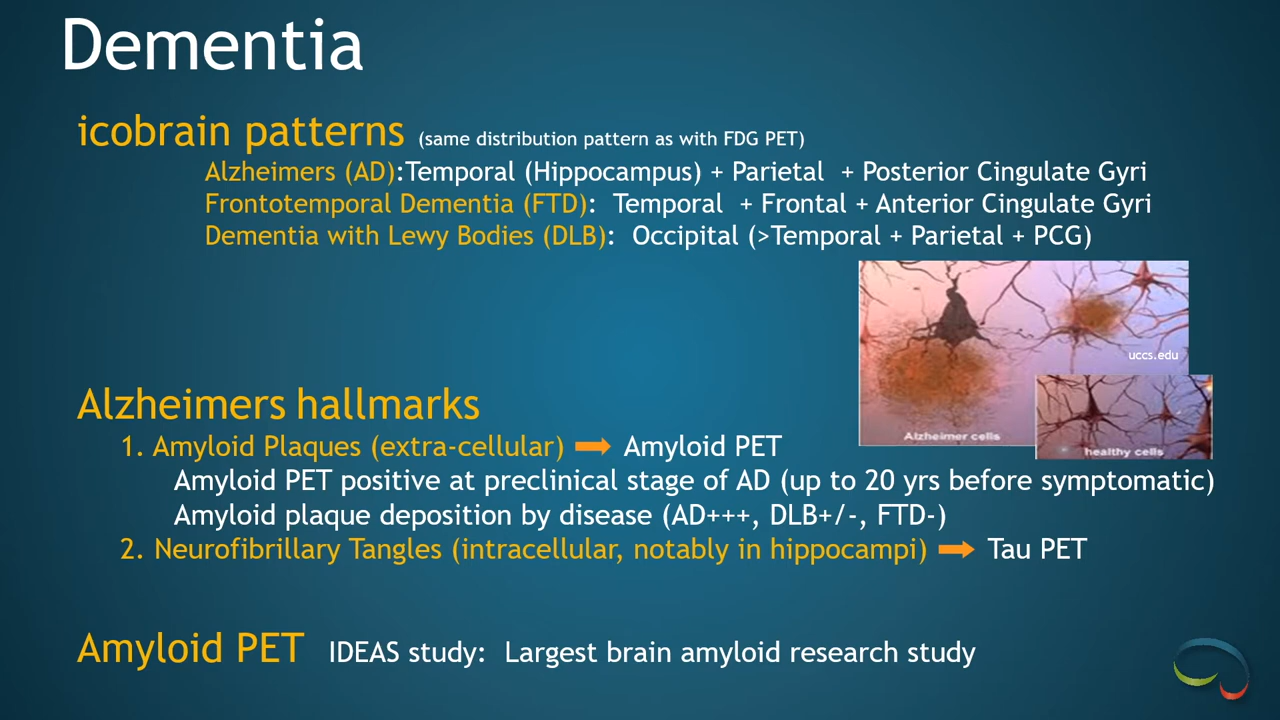 Dementia
icobrain patterns (same distribution pattern as with FDG PET)
Alzheimers (AD):Temporal (Hippocampus) + Parietal + Posterior Cingulate Gyri
Frontotemporal Dementia (FTD): Temporal + Frontal + Anterior Cingulate Gyri
Dementia with Lewy Bodies (DLB): Occipital (>Temporal + Parietal + PCG)
uccs.edu
Alzheimer cells
healthy cells
Alzheimers hallmarks
1. Amyloid Plaques (extra-cellular) ➡ Amyloid PET
Amyloid PET positive at preclinical stage of AD (up to 20 yrs before symptomatic)
Amyloid plaque deposition by disease (AD+++, DLB+/-, FTD-)
2. Neurofibrillary Tangles (intracellular, notably in hippocampi) ➡ Tau PET
Amyloid PET IDEAS study: Largest brain amyloid research study